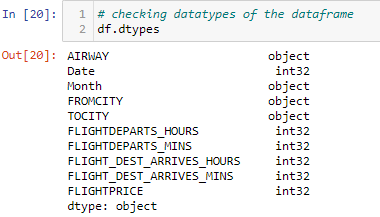 In [20]: 1 # checking datatypes of the dataframe
2 df.dtypes
Out[20]: AIRWAY object
Date int32
Month object
FROMCITY object
TOCITY object
FLIGHTDEPARTS_HOURS int32
FLIGHTDEPARTS_MINS int32
FLIGHT_DEST_ARRIVES_HOURS int32
FLIGHT_DEST_ARRIVES_MINS int32
FLIGHTPRICE int32
dtype: object